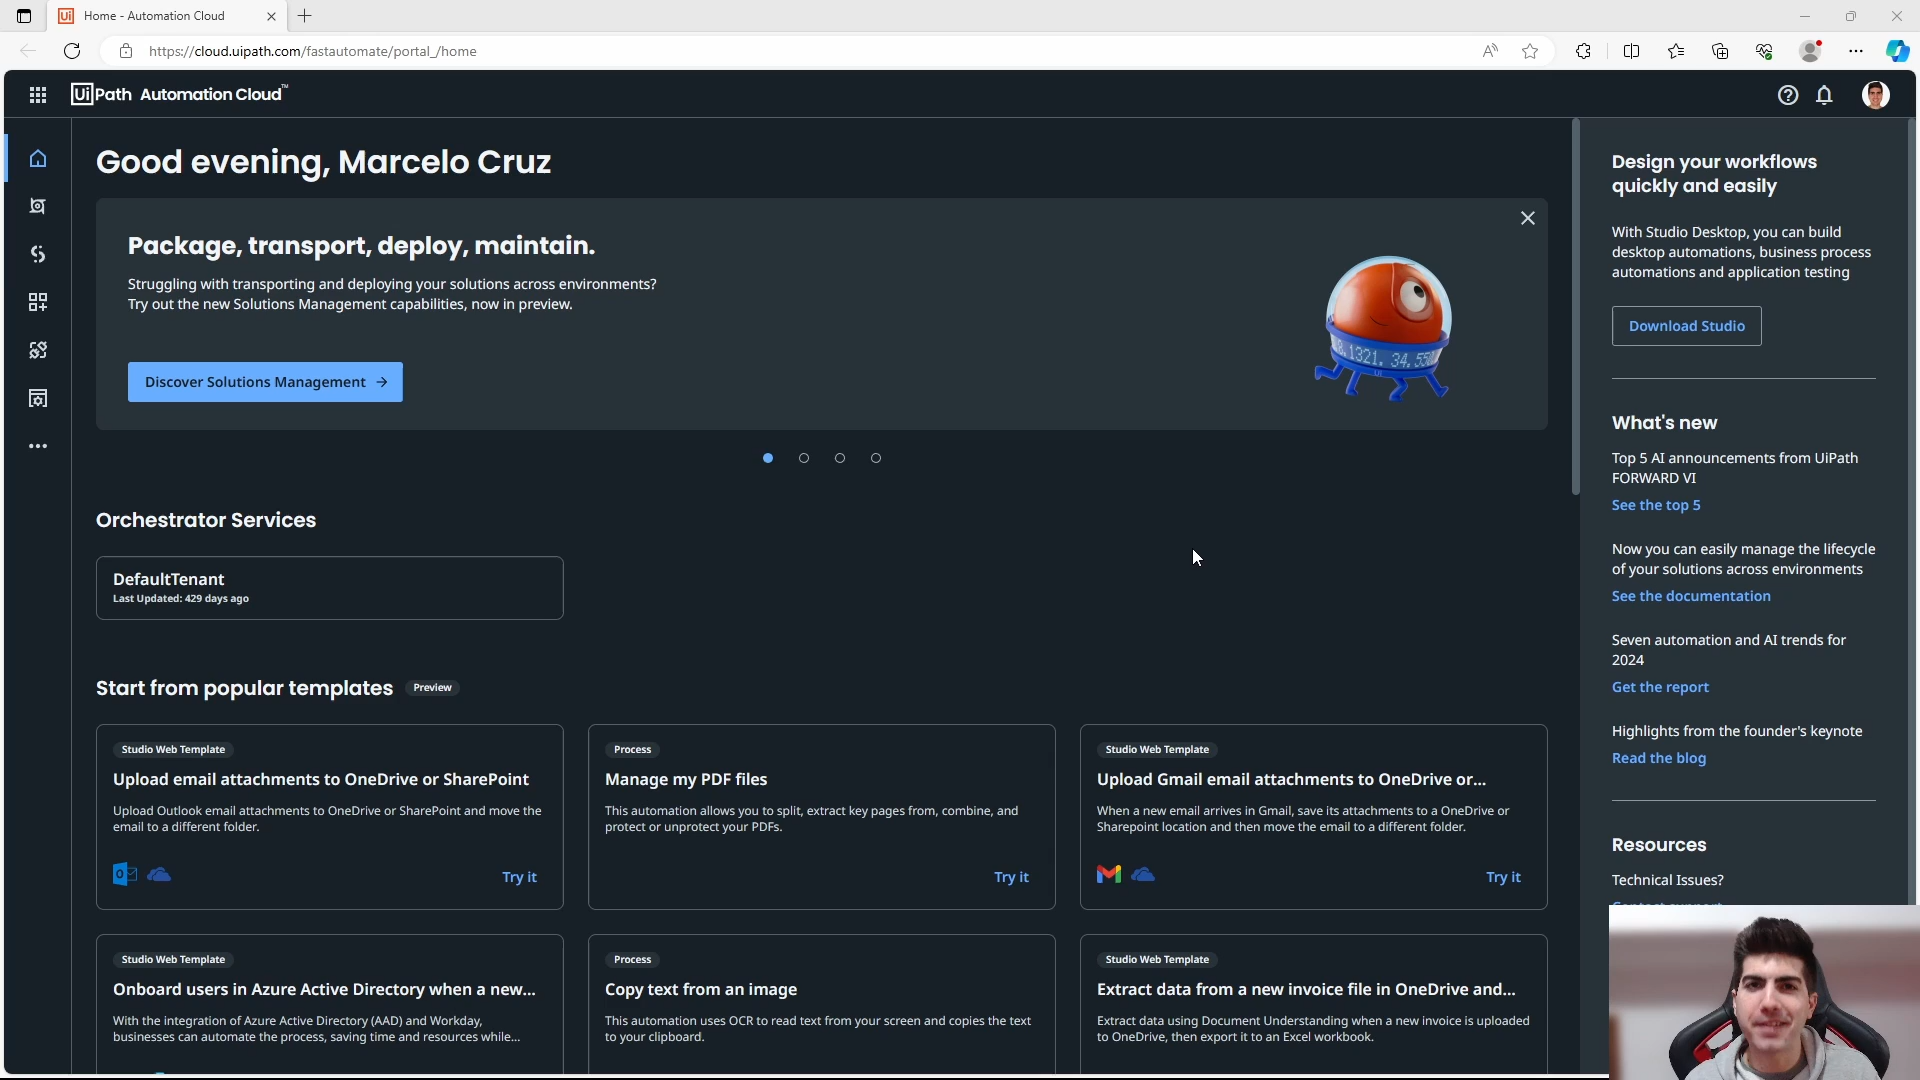 Home - Automation Cloud
https://cloud.uipath.com/fastautomate/portal_/home
UiPath Automation Cloud™
Good evening, Marcelo Cruz
Package, transport, deploy, maintain.
Struggling with transporting and deploying your solutions across environments?
Try out the new Solutions Management capabilities, now in preview.
Discover Solutions Management →
Orchestrator Services
DefaultTenant
Last Updated: 429 days ago
Start from popular templates Preview
Studio Web Template
Upload email attachments to OneDrive or SharePoint
Upload Outlook email attachments to OneDrive or SharePoint and move the
email to a different folder.
Try it
Process
Manage my PDF files
This automation allows you to split, extract key pages from, combine, and
protect or unprotect your PDFs.
Try it
Studio Web Template
Upload Gmail email attachments to OneDrive or...
When a new email arrives in Gmail, save its attachments to a OneDrive or
Sharepoint location and then move the email to a different folder.
Try it
Studio Web Template
Onboard users in Azure Active Directory when a new...
With the integration of Azure Active Directory (AAD) and Workday,
businesses can automate the process, saving time and resources while...
Process
Copy text from an image
This automation uses OCR to read text from your screen and copies the text
to your clipboard.
Studio Web Template
Extract data from a new invoice file in OneDrive and...
Extract data using Document Understanding when a new invoice is uploaded
to OneDrive, then export it to an Excel workbook.
Design your workflows
quickly and easily
With Studio Desktop, you can build
desktop automations, business process
automations and application testing
Download Studio
What's new
Top 5 AI announcements from UiPath
FORWARD VI
See the top 5
Now you can easily manage the lifecycle
of your solutions across environments
See the documentation
Seven automation and AI trends for
2024
Get the report
Highlights from the founder's keynote
Read the blog
Resources
Technical Issues?